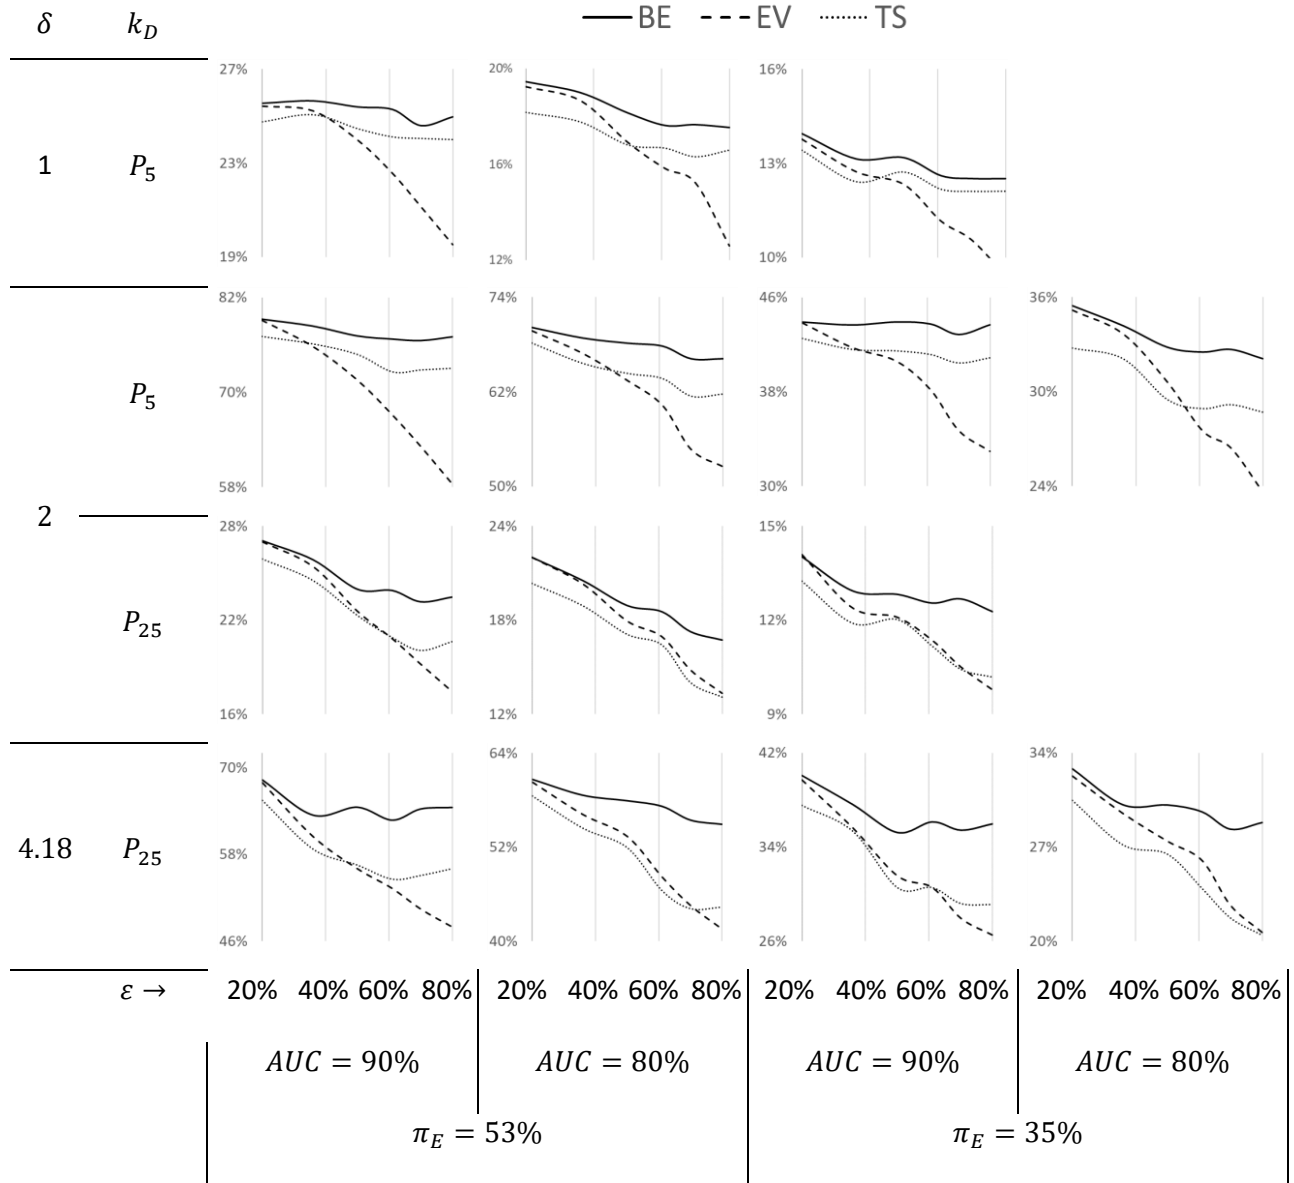 BE EV TS
δ k_D
27% 20% 16%
23% 16% 13%
19% 12% 10%
1 P_5
82% 74% 46% 36%
70% 62% 38% 30%
58% 50% 30% 24%
P_5
2
28% 24% 15%
22% 18% 12%
16% 12% 9%
P_25
70% 64% 42% 34%
58% 52% 34% 27%
46% 40% 26% 20%
4.18 P_25
ε → 20% 40% 60% 80% 20% 40% 60% 80% 20% 40% 60% 80% 20% 40% 60% 80%
AUC = 90% AUC = 80% AUC = 90% AUC = 80%
π_E = 53% π_E = 35%